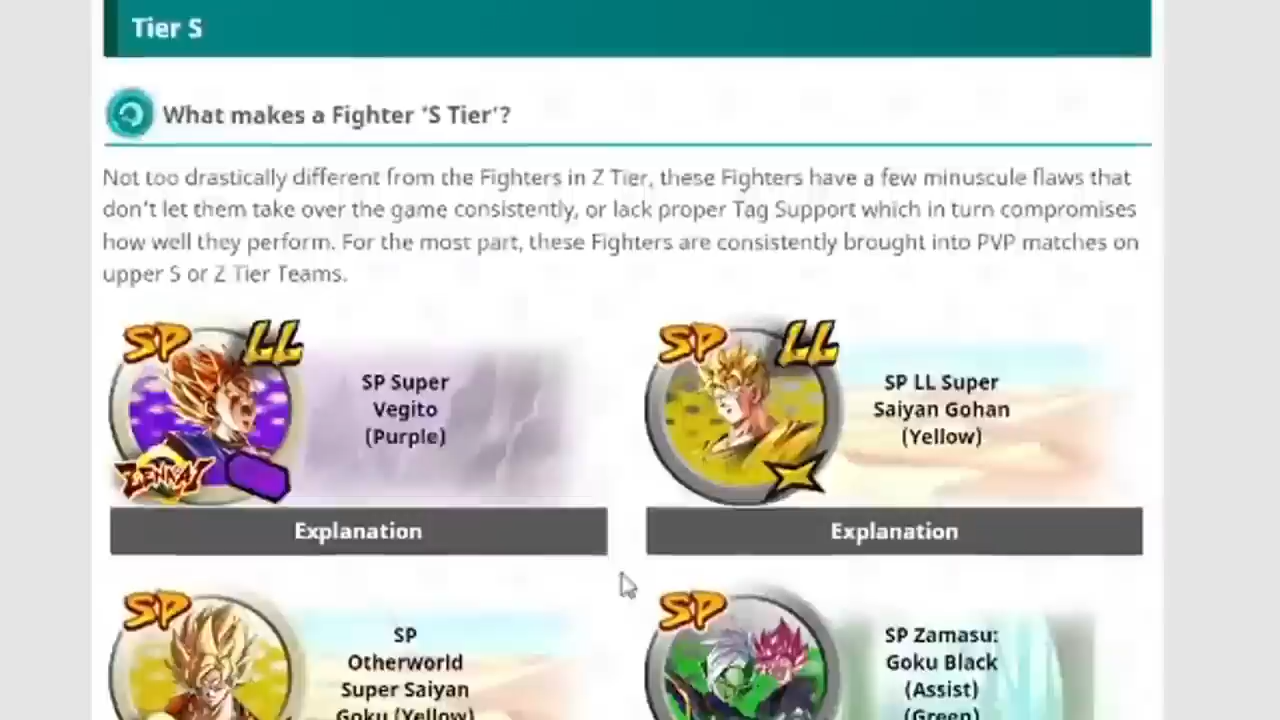 Tier S
What makes a Fighter 'S Tier'?
Not too drastically different from the Fighters in Z Tier, these Fighters have a few minuscule flaws that
don't let them take over the game consistently, or lack proper Tag Support which in turn compromises
how well they perform. For the most part, these Fighters are consistently brought into PVP matches on
upper S or Z Tier Teams.
SP LL
SP Super
Vegito
(Purple)
ZENKAI
Explanation
SP LL
SP LL Super
Saiyan Gohan
(Yellow)
Explanation
SP
SP
Otherworld
Super Saiyan
Goku (Yellow)
SP
SP Zamasu:
Goku Black
(Assist)
(Green)